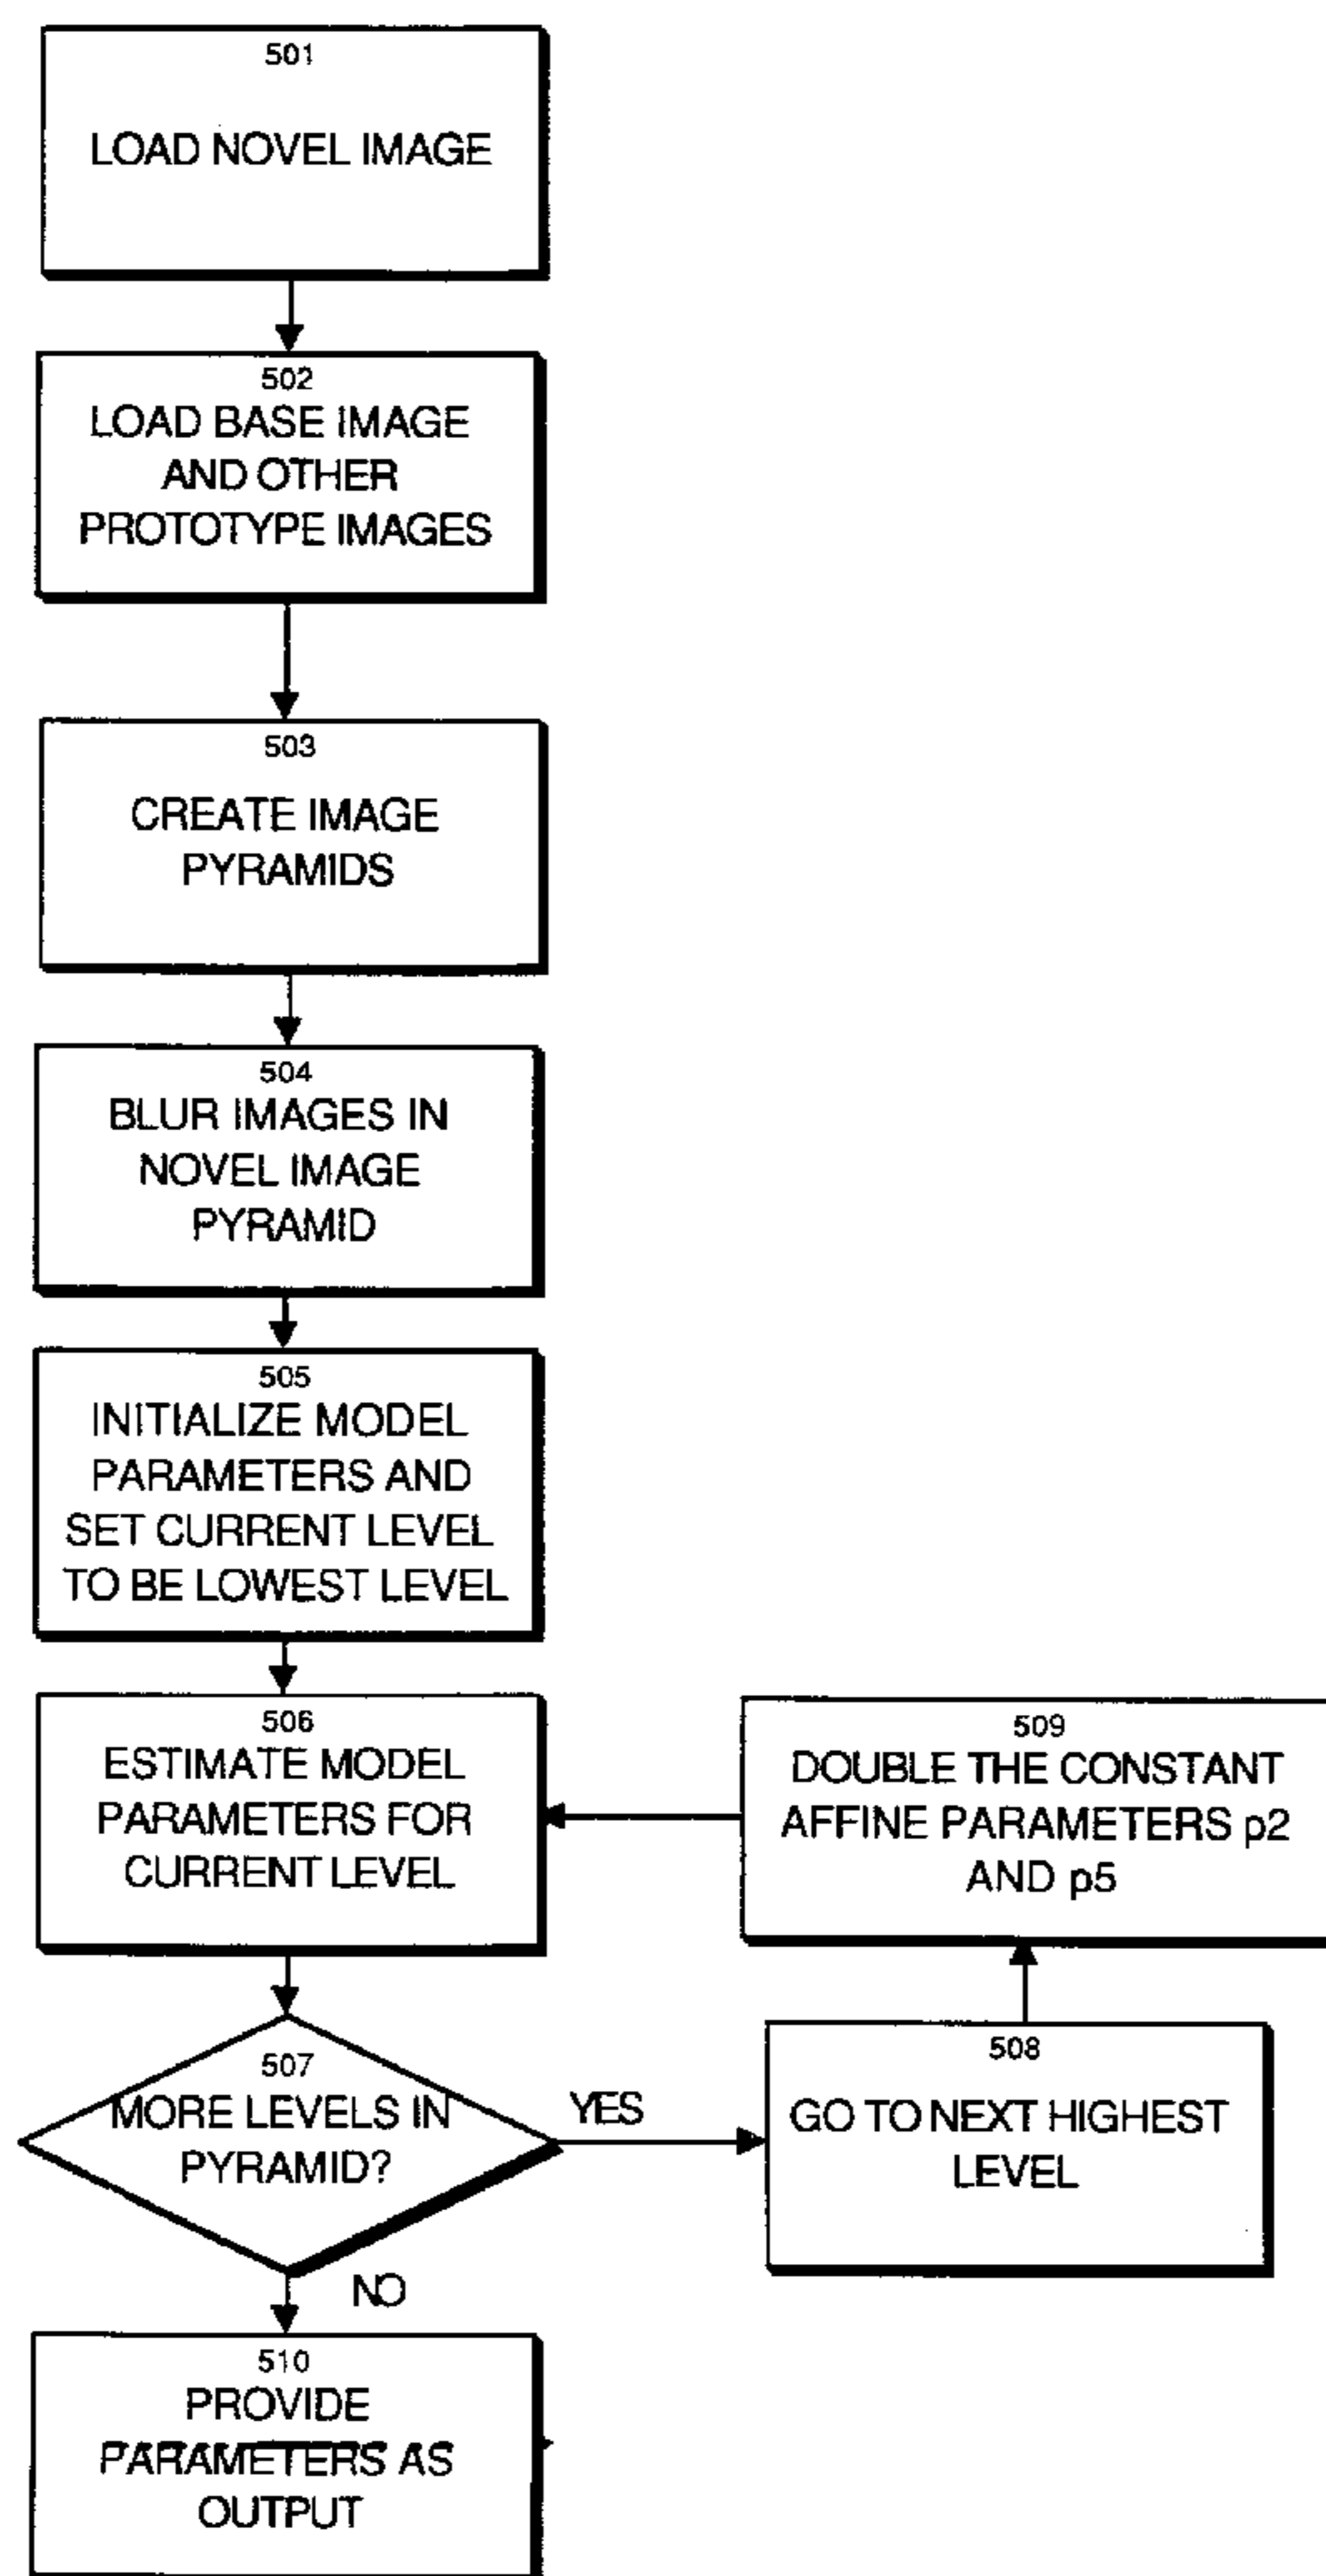 501
LOAD NOVEL IMAGE
502
LOAD BASE IMAGE
AND OTHER
PROTOTYPE IMAGES
503
CREATE IMAGE
PYRAMIDS
504
BLUR IMAGES IN
NOVEL IMAGE
PYRAMID
505
INITIALIZE MODEL
PARAMETERS AND
SET CURRENT LEVEL
TO BE LOWEST LEVEL
506
ESTIMATE MODEL
PARAMETERS FOR
CURRENT LEVEL
509
DOUBLE THE CONSTANT
AFFINE PARAMETERS p2
AND p5
507
MORE LEVELS IN
PYRAMID?
YES
508
GO TO NEXT HIGHEST
LEVEL
NO
510
PROVIDE
PARAMETERS AS
OUTPUT